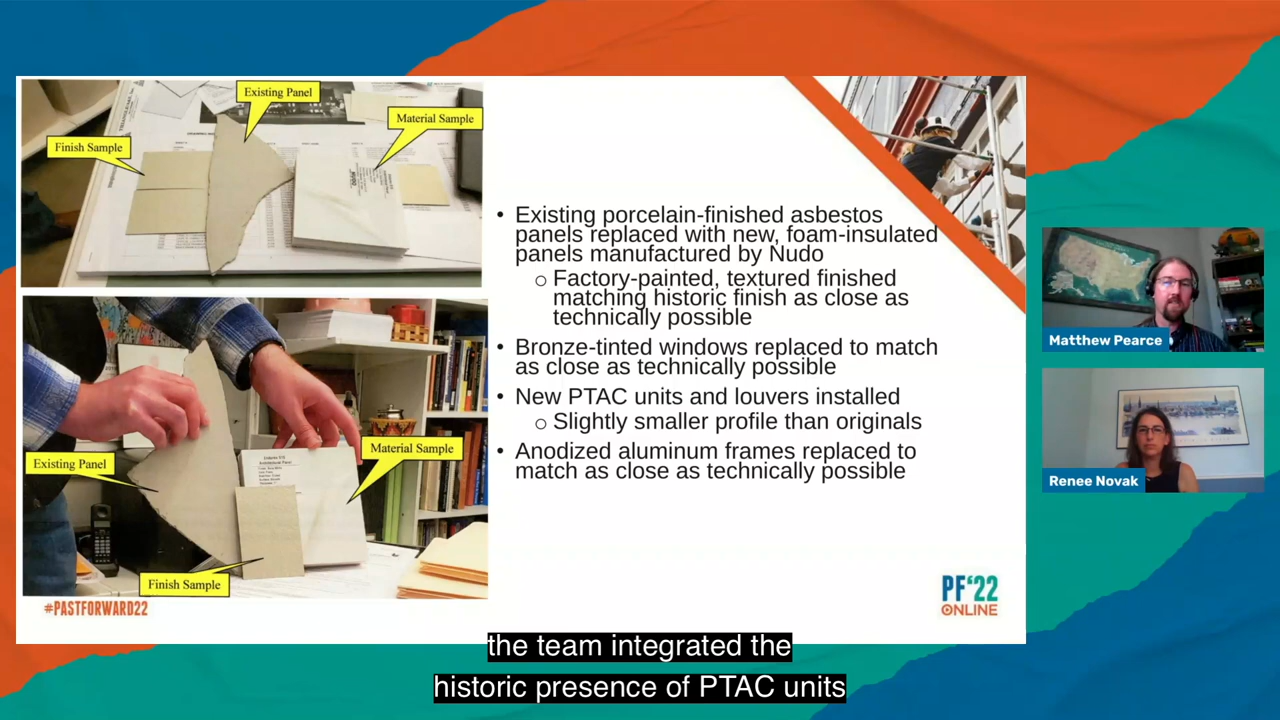 Existing Panel
Material Sample
Finish Sample
Existing Panel
Material Sample
Finish Sample
#PASTFORWARD22
• Existing porcelain-finished asbestos
panels replaced with new, foam-insulated
panels manufactured by Nudo
○ Factory-painted, textured finished
matching historic finish as close as
technically possible
• Bronze-tinted windows replaced to match
as close as technically possible
• New PTAC units and louvers installed
○ Slightly smaller profile than originals
• Anodized aluminum frames replaced to
match as close as technically possible
PF'22
ONLINE
Matthew Pearce
Renee Novak
the team integrated the
historic presence of PTAC units